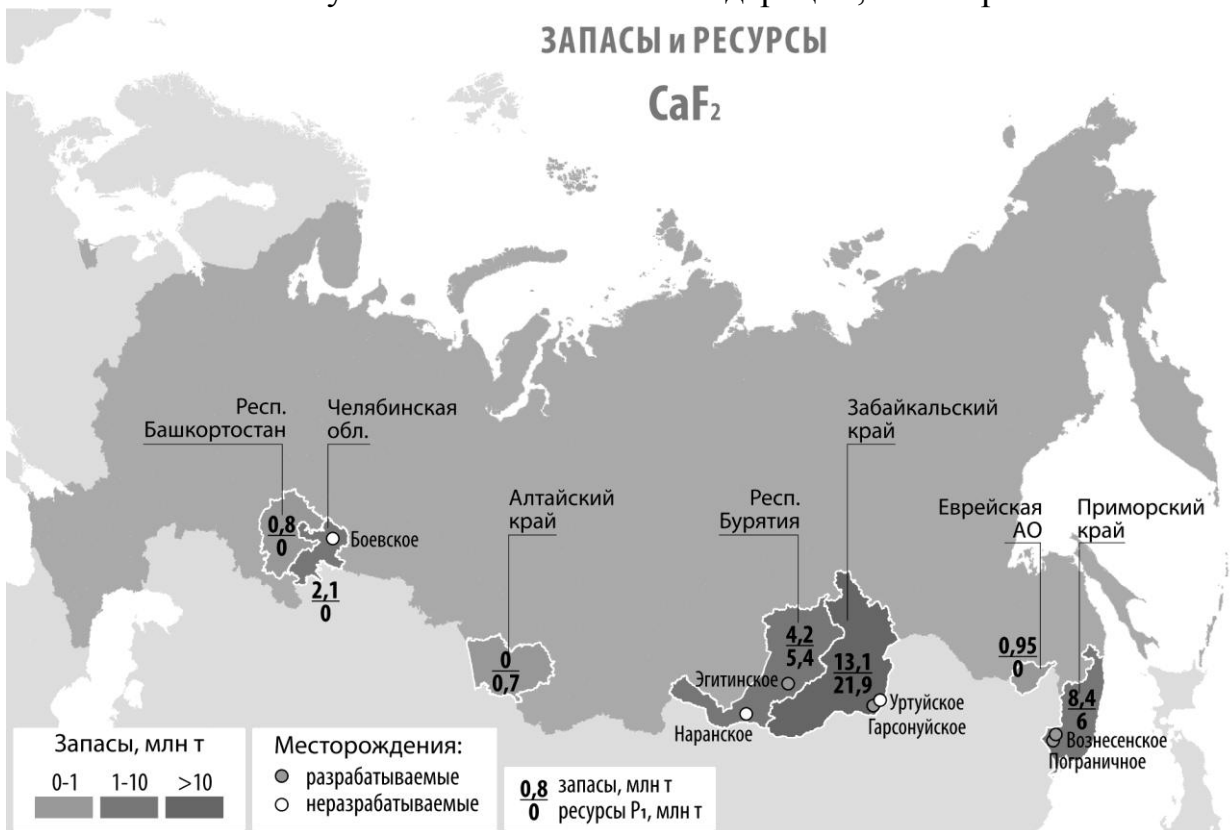 ЗАПАСЫ и РЕСУРСЫ
CaF₂
Респ.
Башкортостан
Челябинская
обл.
Алтайский
край
Респ.
Бурятия
Забайкальский
край
Еврейская
АО
Приморский
край
0,8
0
Боевское
2,1
0
0
0,7
4,2
5,4
13,1
21,9
0,95
0
8,4
6
Эгитинское
Наранское
Уртуйское
Гарсонуйское
Вознесенское
Пограничное
Запасы, млн т
0-1 1-10 >10
Месторождения:
разрабатываемые
неразрабатываемые
0,8 запасы, млн т
0 ресурсы P₁, млн т